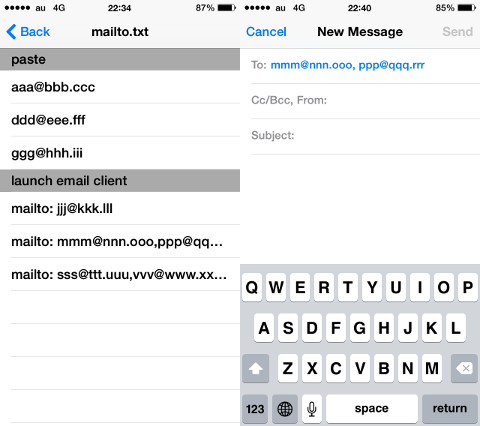 au 4G 22:34 87%
Back mailto.txt
paste
aaa@bbb.ccc
ddd@eee.fff
ggg@hhh.iii
launch email client
mailto: jjj@kkk.lll
mailto: mmm@nnn.ooo,ppp@qq...
mailto: sss@ttt.uuu,vvv@www.xx...
au 4G 22:40 85%
Cancel New Message Send
To: mmm@nnn.ooo, ppp@qqq.rrr
Cc/Bcc, From:
Subject:
Q W E R T Y U I O P
A S D F G H J K L
Z X C V B N M
123 space return